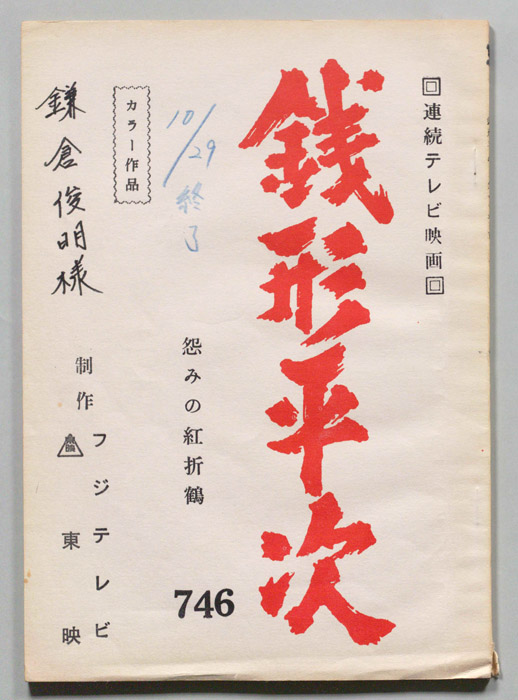 □連続テレビ映画□
銭形平次
10/29
終了
怨みの紅折鶴
746
カラー作品
鎌倉俊明様
制作
フジテレビ
東映